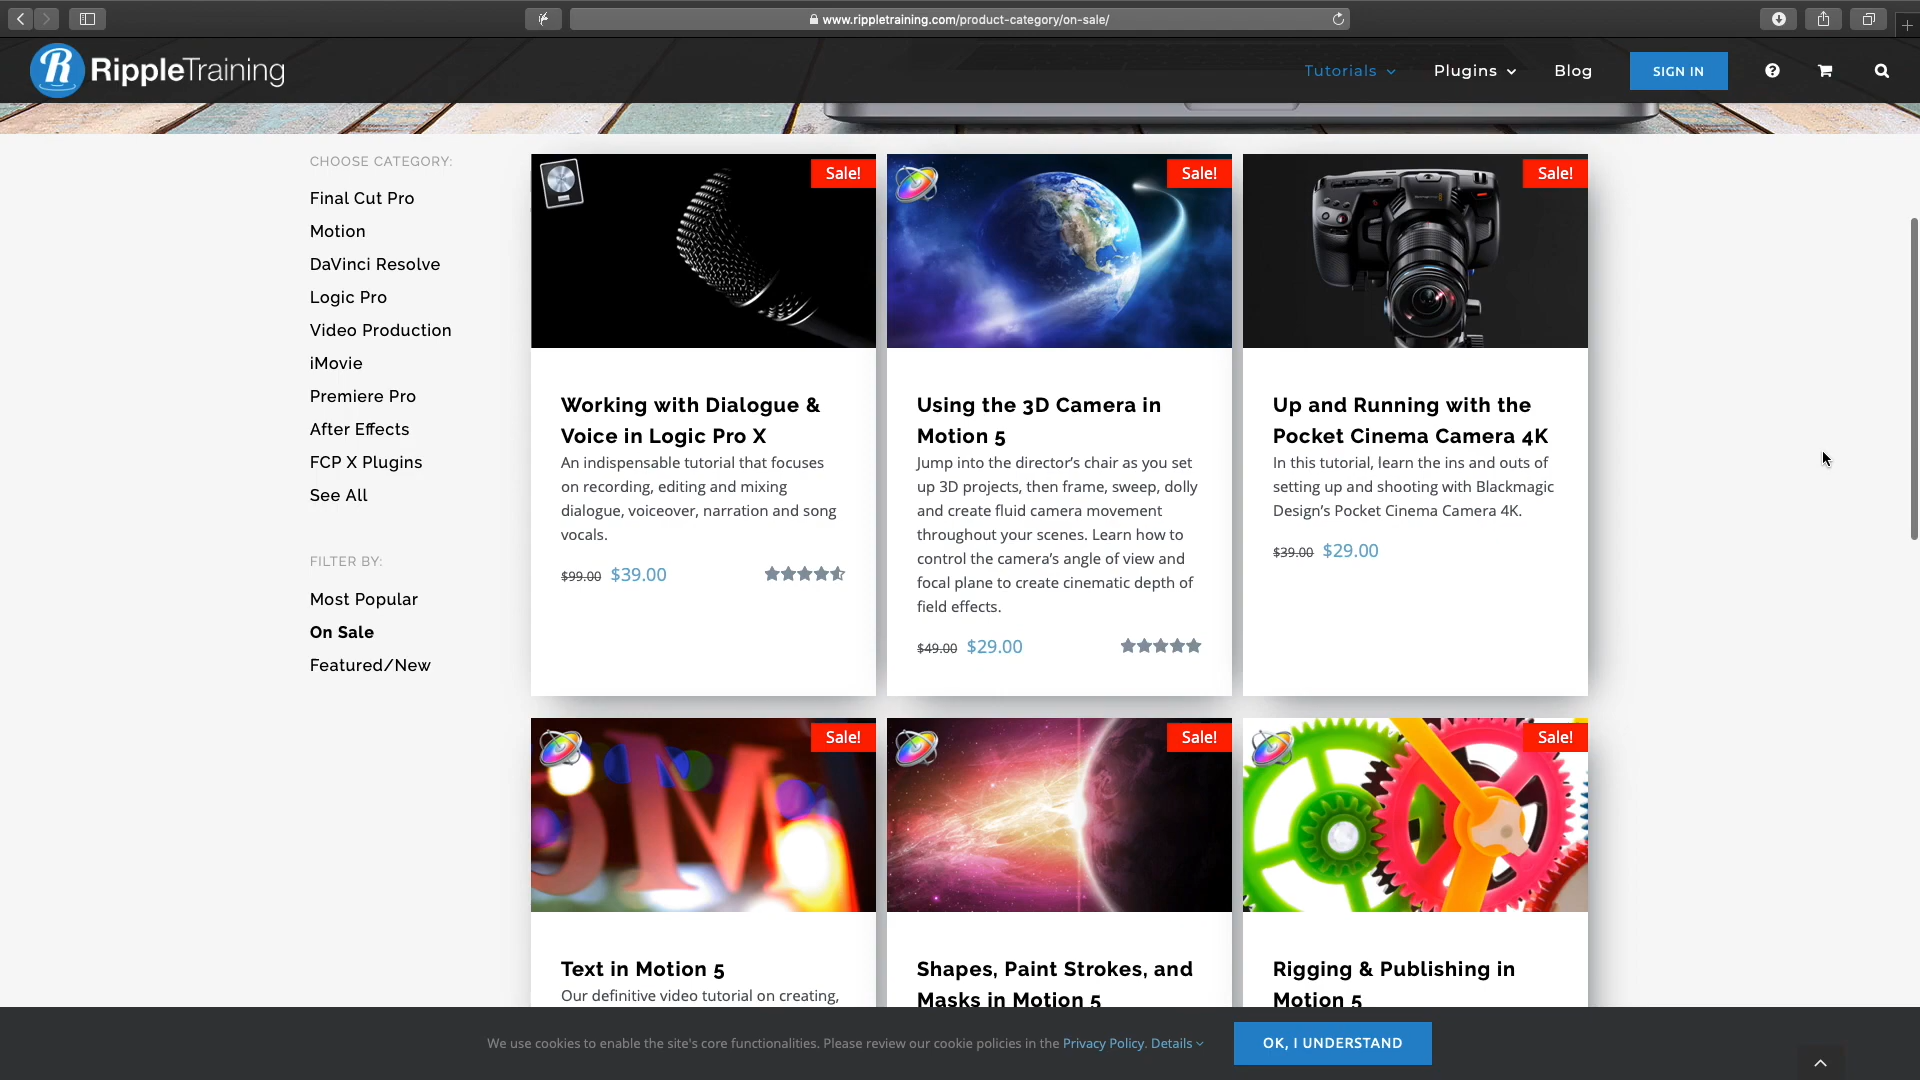 www.rippletraining.com/product-category/on-sale/
RippleTraining
Tutorials
Plugins
Blog
SIGN IN
CHOOSE CATEGORY:
Final Cut Pro
Motion
DaVinci Resolve
Logic Pro
Video Production
iMovie
Premiere Pro
After Effects
FCP X Plugins
See All
FILTER BY:
Most Popular
On Sale
Featured/New
Sale!
Working with Dialogue &
Voice in Logic Pro X
An indispensable tutorial that focuses
on recording, editing and mixing
dialogue, voiceover, narration and song
vocals.
$99.00 $39.00
Sale!
Using the 3D Camera in
Motion 5
Jump into the director's chair as you set
up 3D projects, then frame, sweep, dolly
and create fluid camera movement
throughout your scenes. Learn how to
control the camera's angle of view and
focal plane to create cinematic depth of
field effects.
$49.00 $29.00
Sale!
Up and Running with the
Pocket Cinema Camera 4K
In this tutorial, learn the ins and outs of
setting up and shooting with Blackmagic
Design's Pocket Cinema Camera 4K.
$39.00 $29.00
Sale!
Text in Motion 5
Our definitive video tutorial on creating,
Sale!
Shapes, Paint Strokes, and
Masks in Motion 5
Sale!
Rigging & Publishing in
Motion 5
We use cookies to enable the site's core functionalities. Please review our cookie policies in the Privacy Policy. Details
OK, I UNDERSTAND